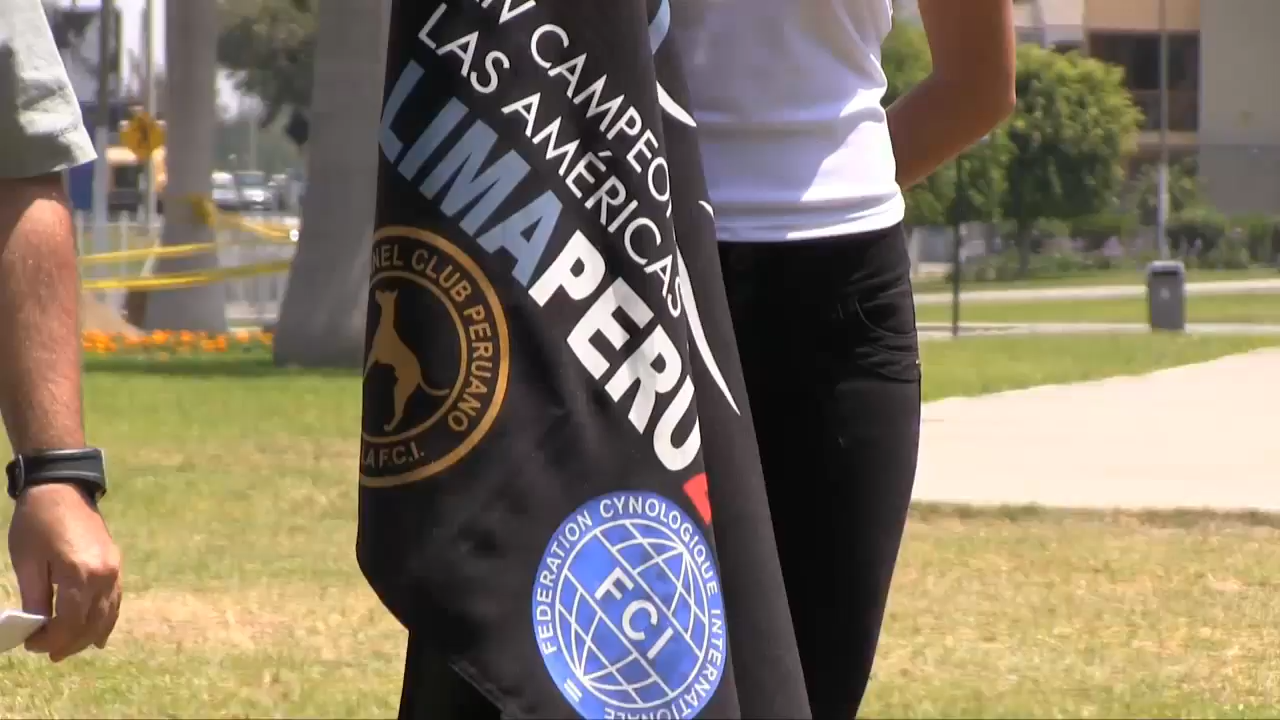 CAMPEO
LAS AMÉRICAS
LIMAPERU
NEL CLUB PERUANO
LA F.C.I.
FEDERATION CYNOLOGIQUE INTERNATIONALE
FCI